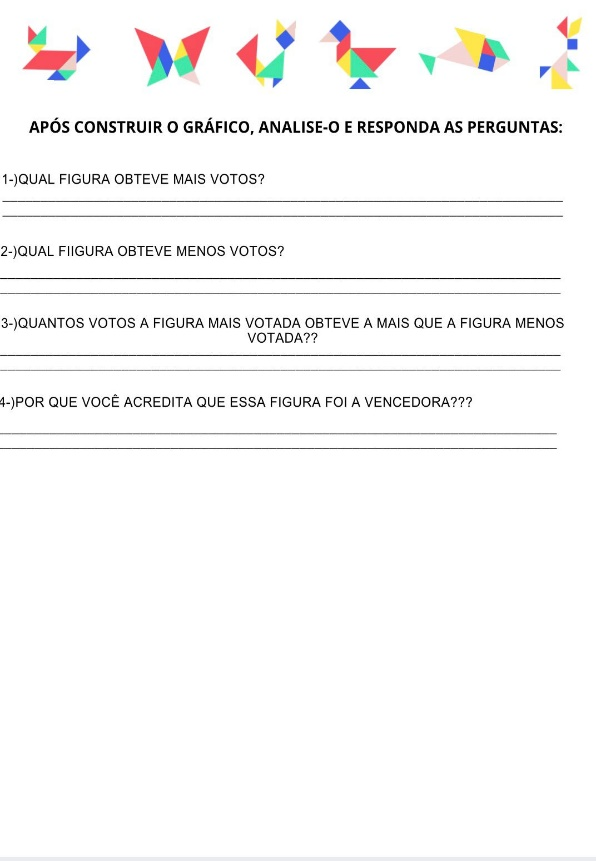 APÓS CONSTRUIR O GRÁFICO, ANALISE-O E RESPONDA AS PERGUNTAS:
1-)QUAL FIGURA OBTEVE MAIS VOTOS?
2-)QUAL FIIGURA OBTEVE MENOS VOTOS?
3-)QUANTOS VOTOS A FIGURA MAIS VOTADA OBTEVE A MAIS QUE A FIGURA MENOS
VOTADA??
4-)POR QUE VOCÊ ACREDITA QUE ESSA FIGURA FOI A VENCEDORA???